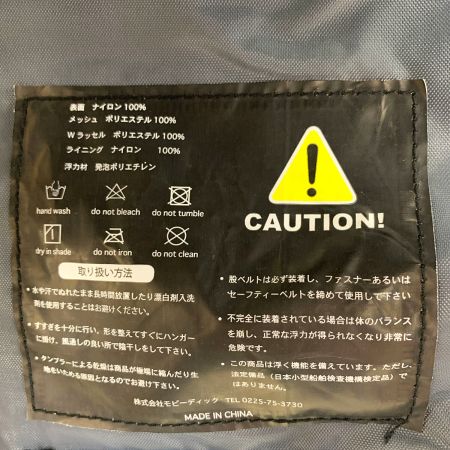 表面 ナイロン 100%
メッシュ ポリエステル 100%
Wラッセル ポリエステル 100%
ライニング ナイロン 100%
浮力材 発泡ポリエチレン
hand wash
do not bleach
do not tumble
dry in shade
do not iron
do not clean
取り扱い方法
・水や汗でぬれたまま長時間放置したり漂白剤入洗
剤を使用することはお避けください。
・すすぎを十分に行い、形を整えてすぐにハンガー
に掛け、風通しの良い所で陰干しをして下さい。
・タンブラーによる乾燥は商品が極端に縮んだり生
地をいためる原因となるのでお避け下さい。
CAUTION!
・股ベルトは必ず装着し、ファスナーあるいは
セーフティーベルトを締めて使用して下さい
・不完全に装着されている場合は体のバランス
を崩し、正常な浮力が得られなくなり非常に
危険です。
・この商品は浮く機能を備えています。ただし、
法定備品（日本小型船舶検査機構検定品）で
はありません。
株式会社モビーディック TEL 0225-75-3730
MADE IN CHINA